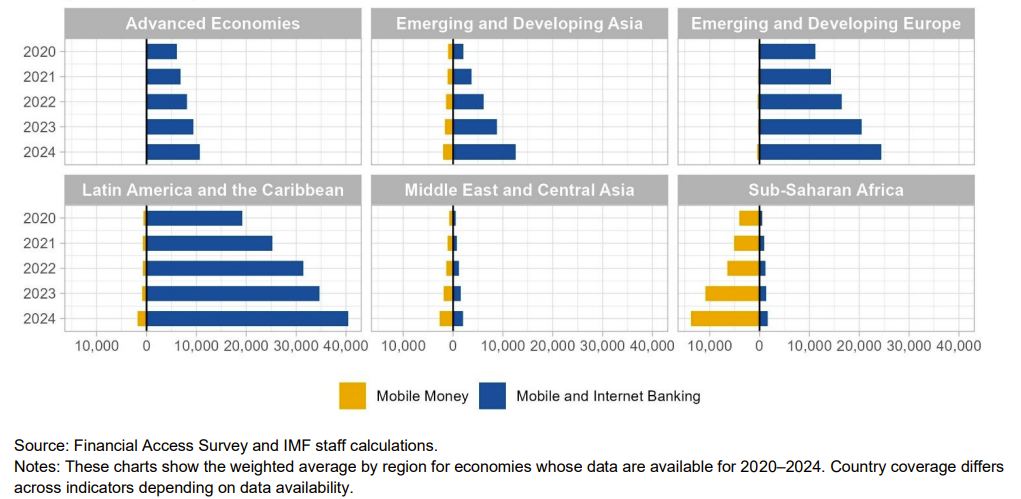 Advanced Economies
Emerging and Developing Asia
Emerging and Developing Europe
2020
2021
2022
2023
2024
Latin America and the Caribbean
Middle East and Central Asia
Sub-Saharan Africa
2020
2021
2022
2023
2024
10,000 0 10,000 20,000 30,000 40,000
10,000 0 10,000 20,000 30,000 40,000
10,000 0 10,000 20,000 30,000 40,000
Mobile Money
Mobile and Internet Banking
Source: Financial Access Survey and IMF staff calculations.
Notes: These charts show the weighted average by region for economies whose data are available for 2020–2024. Country coverage differs
across indicators depending on data availability.